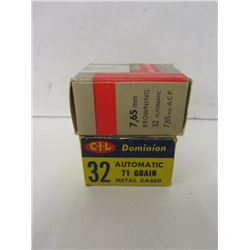 7,65 mm
BROWNING
32 AUTOMATIC
7,65 mm A.C.P.
C-I-L Dominion
32 AUTOMATIC
71 GRAIN
METAL CASED